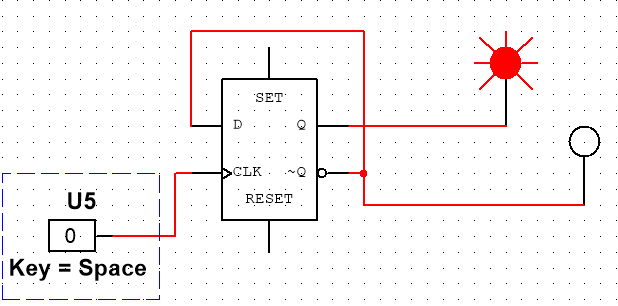 SET
D Q
CLK ~Q
RESET
U5
0
Key = Space